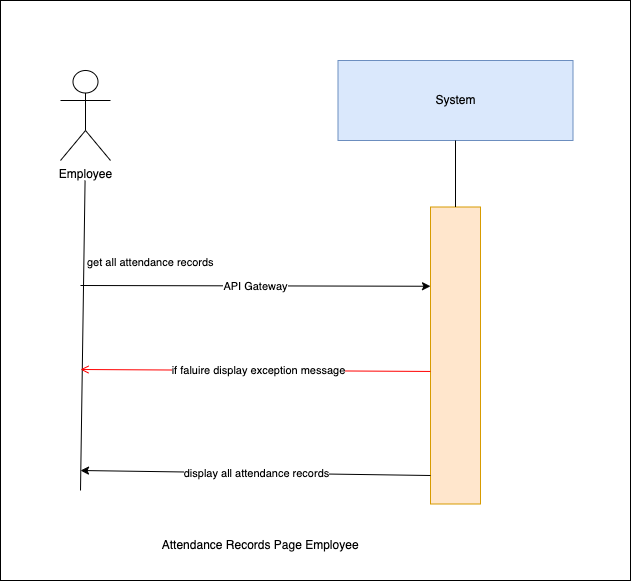 System
Employee
get all attendance records
API Gateway
if faluire display exception message
display all attendance records
Attendance Records Page Employee